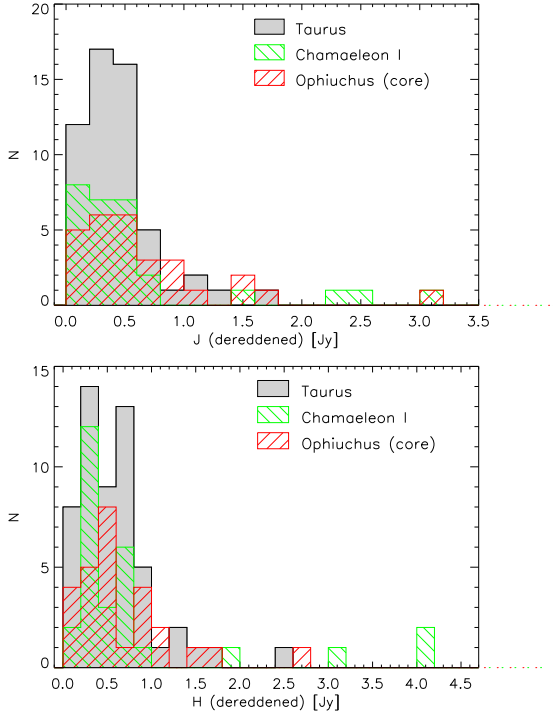 20
15
10
5
0
N
Taurus
Chamaeleon I
Ophiuchus (core)
0.0 0.5 1.0 1.5 2.0 2.5 3.0 3.5
J (dereddened) [Jy]
15
10
5
0
N
Taurus
Chamaeleon I
Ophiuchus (core)
0.0 0.5 1.0 1.5 2.0 2.5 3.0 3.5 4.0 4.5
H (dereddened) [Jy]